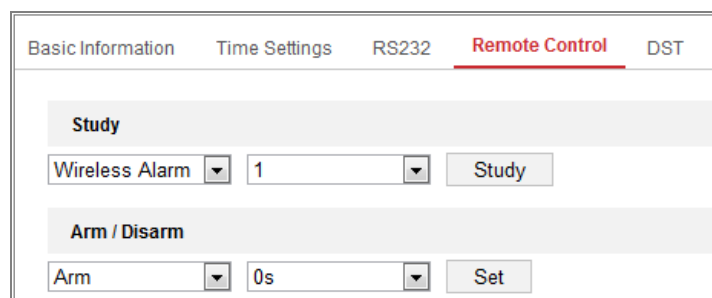 Basic Information Time Settings RS232 Remote Control DST
Study
Wireless Alarm 1 Study
Arm / Disarm
Arm 0s Set